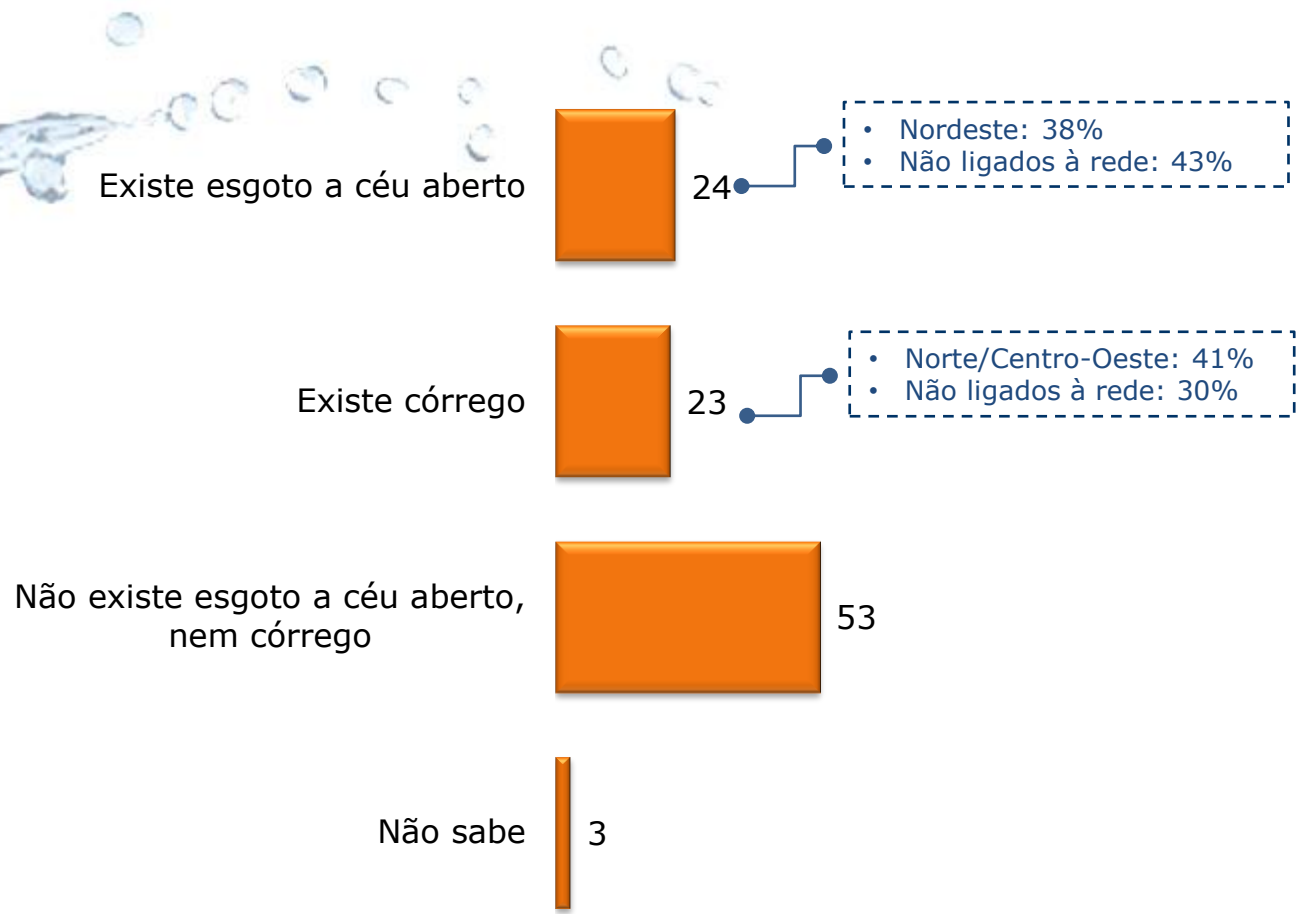 Existe esgoto a céu aberto
24
• Nordeste: 38%
• Não ligados à rede: 43%
Existe córrego
23
• Norte/Centro-Oeste: 41%
• Não ligados à rede: 30%
Não existe esgoto a céu aberto,
nem córrego
53
Não sabe
3